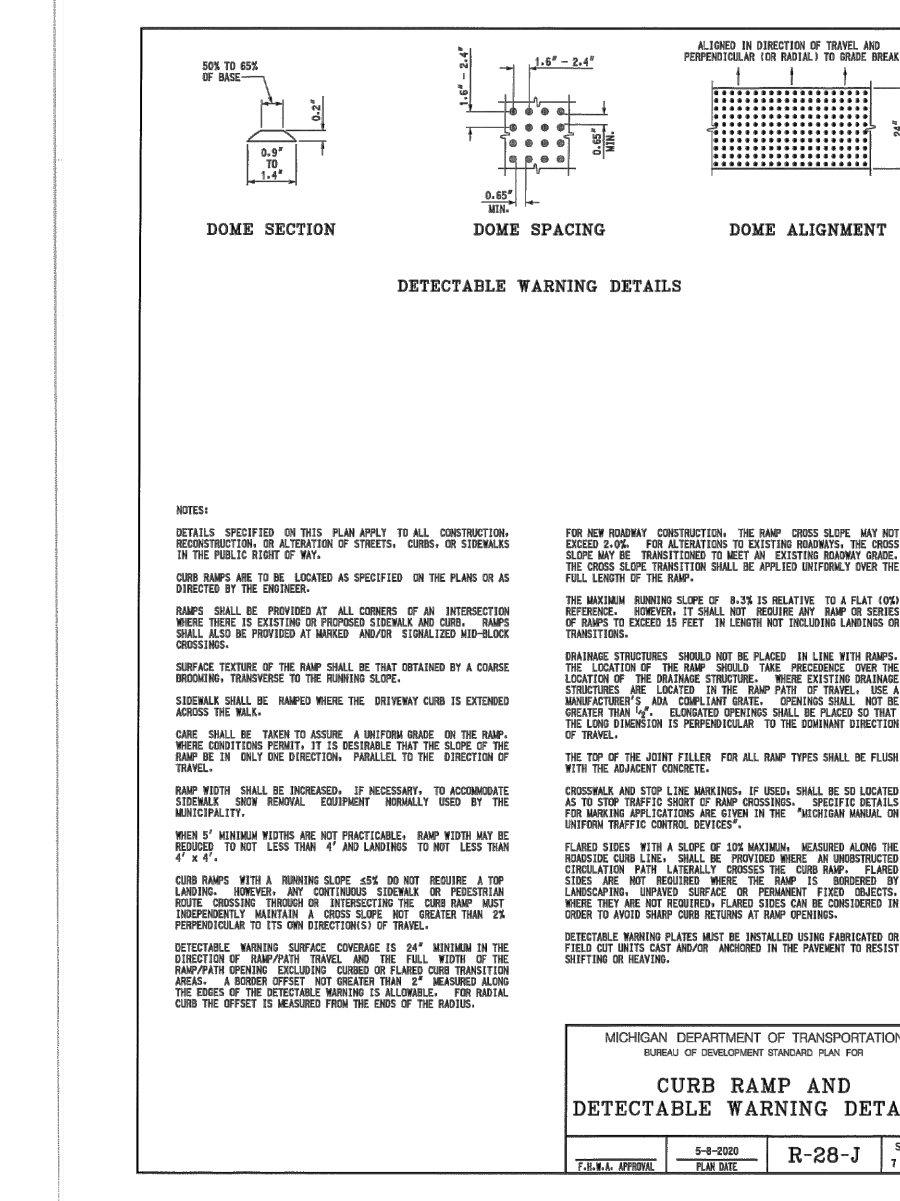 50% TO 65%
OF BASE
0.2"
0.9"
TO
1.4"
DOME SECTION
1.6" - 2.4"
1.6" - 2.4"
0.65"
MIN.
0.65"
MIN.
DOME SPACING
ALIGNED IN DIRECTION OF TRAVEL AND
PERPENDICULAR (OR RADIAL) TO GRADE BREAK
24"
DOME ALIGNMENT
DETECTABLE WARNING DETAILS
NOTES:
DETAILS SPECIFIED ON THIS PLAN APPLY TO ALL CONSTRUCTION,
RECONSTRUCTION, OR ALTERATION OF STREETS, CURBS, OR SIDEWALKS
IN THE PUBLIC RIGHT OF WAY.
CURB RAMPS ARE TO BE LOCATED AS SPECIFIED ON THE PLANS OR AS
DIRECTED BY THE ENGINEER.
RAMPS SHALL BE PROVIDED AT ALL CORNERS OF AN INTERSECTION
WHERE THERE IS EXISTING OR PROPOSED SIDEWALK AND CURB. RAMPS
SHALL ALSO BE PROVIDED AT MARKED AND/OR SIGNALIZED MID-BLOCK
CROSSINGS.
SURFACE TEXTURE OF THE RAMP SHALL BE THAT OBTAINED BY A COARSE
BROOMING, TRANSVERSE TO THE RUNNING SLOPE.
SIDEWALK SHALL BE RAMPED WHERE THE DRIVEWAY CURB IS EXTENDED
ACROSS THE WALK.
CARE SHALL BE TAKEN TO ASSURE A UNIFORM GRADE ON THE RAMP.
WHERE CONDITIONS PERMIT, IT IS DESIRABLE THAT THE SLOPE OF THE
RAMP BE IN ONLY ONE DIRECTION, PARALLEL TO THE DIRECTION OF
TRAVEL.
RAMP WIDTH SHALL BE INCREASED, IF NECESSARY, TO ACCOMMODATE
SIDEWALK SNOW REMOVAL EQUIPMENT NORMALLY USED BY THE
MUNICIPALITY.
WHEN 5' MINIMUM WIDTHS ARE NOT PRACTICABLE, RAMP WIDTH MAY BE
REDUCED TO NOT LESS THAN 4' AND LANDINGS TO NOT LESS THAN
4' x 4'.
CURB RAMPS WITH A RUNNING SLOPE ≤5% DO NOT REQUIRE A TOP
LANDING. HOWEVER, ANY CONTINUOUS SIDEWALK OR PEDESTRIAN
ROUTE CROSSING THROUGH OR INTERSECTING THE CURB RAMP MUST
INDEPENDENTLY MAINTAIN A CROSS SLOPE NOT GREATER THAN 2%
PERPENDICULAR TO ITS OWN DIRECTION(S) OF TRAVEL.
DETECTABLE WARNING SURFACE COVERAGE IS 24" MINIMUM IN THE
DIRECTION OF RAMP/PATH TRAVEL AND THE FULL WIDTH OF THE
RAMP/PATH OPENING EXCLUDING CURBED OR FLARED CURB TRANSITION
AREAS. A BORDER OFFSET NOT GREATER THAN 2" MEASURED ALONG
THE EDGES OF THE DETECTABLE WARNING IS ALLOWABLE. FOR RADIAL
CURB THE OFFSET IS MEASURED FROM THE ENDS OF THE RADIUS.
FOR NEW ROADWAY CONSTRUCTION, THE RAMP CROSS SLOPE MAY NOT
EXCEED 2.0%. FOR ALTERATIONS TO EXISTING ROADWAYS, THE CROSS
SLOPE MAY BE TRANSITIONED TO MEET AN EXISTING ROADWAY GRADE.
THE CROSS SLOPE TRANSITION SHALL BE APPLIED UNIFORMLY OVER THE
FULL LENGTH OF THE RAMP.
THE MAXIMUM RUNNING SLOPE OF 8.3% IS RELATIVE TO A FLAT (0%)
REFERENCE. HOWEVER, IT SHALL NOT REQUIRE ANY RAMP OR SERIES
OF RAMPS TO EXCEED 15 FEET IN LENGTH NOT INCLUDING LANDINGS OR
TRANSITIONS.
DRAINAGE STRUCTURES SHOULD NOT BE PLACED IN LINE WITH RAMPS.
THE LOCATION OF THE RAMP SHOULD TAKE PRECEDENCE OVER THE
LOCATION OF THE DRAINAGE STRUCTURE. WHERE EXISTING DRAINAGE
STRUCTURES ARE LOCATED IN THE RAMP PATH OF TRAVEL, USE A
MANUFACTURER'S ADA COMPLIANT GRATE. OPENINGS SHALL NOT BE
GREATER THAN ½". ELONGATED OPENINGS SHALL BE PLACED SO THAT
THE LONG DIMENSION IS PERPENDICULAR TO THE DOMINANT DIRECTION
OF TRAVEL.
THE TOP OF THE JOINT FILLER FOR ALL RAMP TYPES SHALL BE FLUSH
WITH THE ADJACENT CONCRETE.
CROSSWALK AND STOP LINE MARKINGS, IF USED, SHALL BE SO LOCATED
AS TO STOP TRAFFIC SHORT OF RAMP CROSSINGS. SPECIFIC DETAILS
FOR MARKING APPLICATIONS ARE GIVEN IN THE "MICHIGAN MANUAL ON
UNIFORM TRAFFIC CONTROL DEVICES".
FLARED SIDES WITH A SLOPE OF 10% MAXIMUM, MEASURED ALONG THE
ROADSIDE CURB LINE, SHALL BE PROVIDED WHERE AN UNOBSTRUCTED
CIRCULATION PATH LATERALLY CROSSES THE CURB RAMP. FLARED
SIDES ARE NOT REQUIRED WHERE THE RAMP IS BORDERED BY
LANDSCAPING, UNPAVED SURFACE OR PERMANENT FIXED OBJECTS.
WHERE THEY ARE NOT REQUIRED, FLARED SIDES CAN BE CONSIDERED IN
ORDER TO AVOID SHARP CURB RETURNS AT RAMP OPENINGS.
DETECTABLE WARNING PLATES MUST BE INSTALLED USING FABRICATED OR
FIELD CUT UNITS CAST AND/OR ANCHORED IN THE PAVEMENT TO RESIST
SHIFTING OR HEAVING.
MICHIGAN DEPARTMENT OF TRANSPORTATION
BUREAU OF DEVELOPMENT STANDARD PLAN FOR
CURB RAMP AND
DETECTABLE WARNING DETA
F.H.W.A. APPROVAL
5-8-2020
PLAN DATE
R-28-J
S
7